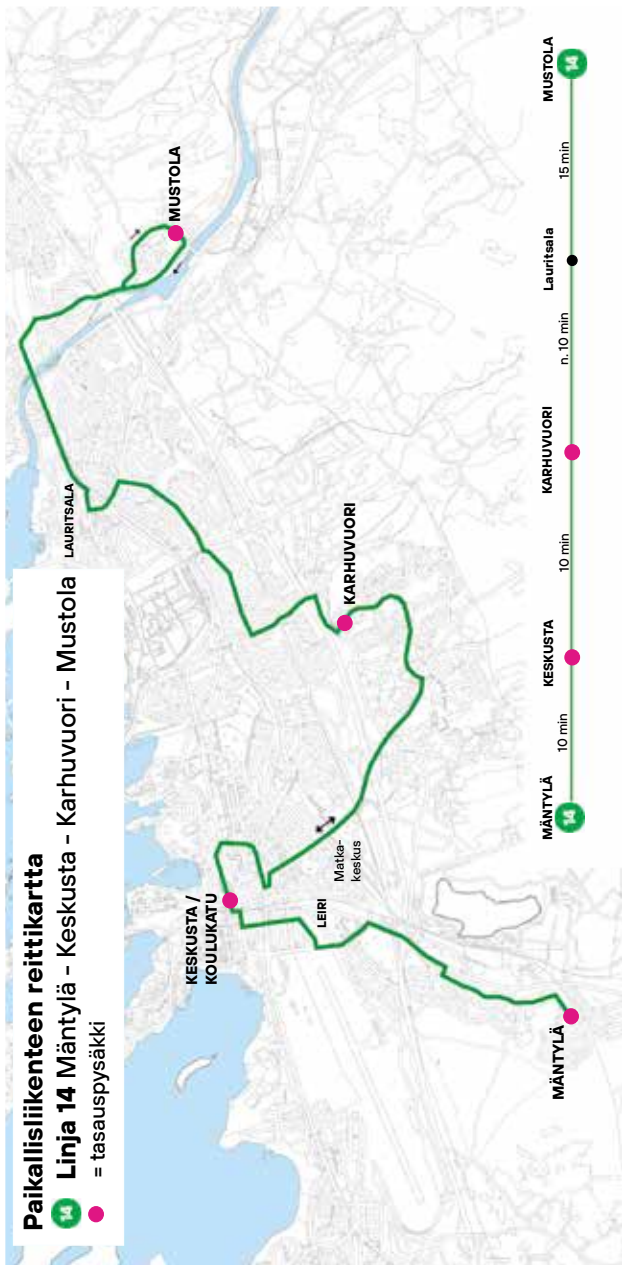 Paikallisliikenteen reittikartta
14 Linja 14 Mäntylä – Keskusta – Karhuvuori – Mustola
= tasauspysäkki
KESKUSTA /
KOULUKATU
LEIRI
Matka-
keskus
MÄNTYLÄ
KARHUVUORI
LAURITSALA
MUSTOLA
MÄNTYLÄ
KESKUSTA
KARHUVUORI
Lauritsala
MUSTOLA
14
10 min
10 min
n. 10 min
15 min
14